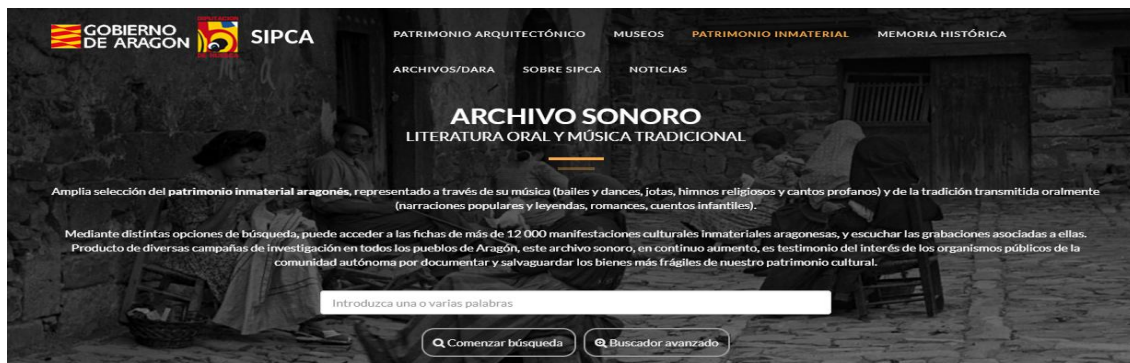 GOBIERNO
DE ARAGON
SIPCA
PATRIMONIO ARQUITECTÓNICO MUSEOS PATRIMONIO INMATERIAL MEMORIA HISTÓRICA
ARCHIVOS/DARA SOBRE SIPCA NOTICIAS
ARCHIVO SONORO
LITERATURA ORAL Y MÚSICA TRADICIONAL
Amplia selección del patrimonio inmaterial aragonés, representado a través de su música (bailes y dances, jotas, himnos religiosos y cantos profanos) y de la tradición transmitida oralmente
(narraciones populares y leyendas, romances, cuentos infantiles).
Mediante distintas opciones de búsqueda, puede acceder a las fichas de más de 12 000 manifestaciones culturales inmateriales aragonesas, y escuchar las grabaciones asociadas a ellas.
Producto de diversas campañas de investigación en todos los pueblos de Aragón, este archivo sonoro, en continuo aumento, es testimonio del interés de los organismos públicos de la
comunidad autónoma por documentar y salvaguardar los bienes más frágiles de nuestro patrimonio cultural.
Introduzca una o varias palabras
Comenzar búsqueda Buscador avanzado